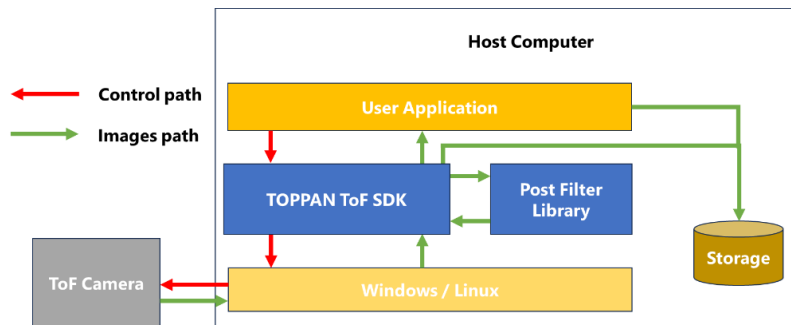 Host Computer
Control path
Images path
User Application
TOPPAN ToF SDK
Post Filter
Library
Storage
ToF Camera
Windows / Linux